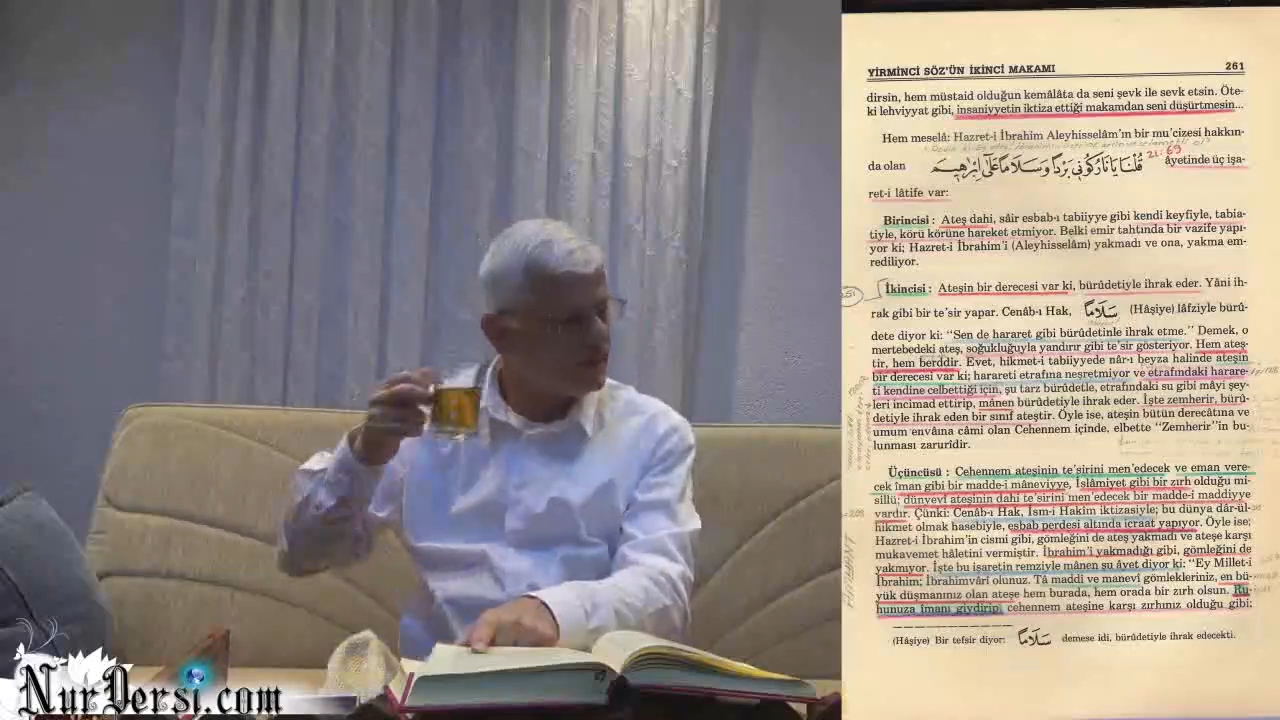 YİRMİNCİ SÖZ'ÜN İKİNCİ MAKAMI 261
dirsin, hem müstaid olduğun kemâlâta da seni şevk ile sevk etsin. Öte-
ki lehviyyat gibi, insaniyyetin iktiza ettiği makamdan seni düşürtmesin...
Hem meselâ: Hazret-i İbrahim Aleyhisselâm'ın bir mu'cizesi hakkın-
da olan قُلْنَا يَا نَارُ كُونِي بَرْدًا وَسَلَامًا عَلَى إِبْرَاهِيمَ 21:69 âyetinde üç işa-
ret-i lâtife var:
Birincisi : Ateş dahi, sâir esbab-ı tabiiyye gibi kendi keyfiyle, tabia-
tiyle, körü körüne hareket etmiyor. Belki emir tahtında bir vazife yapı-
yor ki; Hazret-i İbrahim'i (Aleyhisselâm) yakmadı ve ona, yakma em-
rediliyor.
İkincisi : Ateşin bir derecesi var ki, bürûdetiyle ihrak eder. Yâni ih-
rak gibi bir te'sir yapar. Cenâb-ı Hak, سَلَامًا (Hâşiye) lâfziyle bürû-
dete diyor ki: "Sen de hararet gibi bürûdetinle ihrak etme." Demek, o
mertebedeki ateş, soğukluğuyla yandırır gibi te'sir gösteriyor. Hem ateş-
tir, hem berddir. Evet, hikmet-i tabiiyede nâr-ı beyza halinde ateşin
bir derecesi var ki; harareti etrafına neşretmiyor ve etrafındaki harare-
ti kendine celbettiği için, şu tarz bürûdetle, etrafındaki su gibi mâyi şey-
leri incimad ettirip, mânen bürûdetiyle ihrak eder. İşte zemherir, bürû-
detiyle ihrak eden bir sınıf ateştir. Öyle ise, ateşin bütün derecâtına ve
umum envâına câmi olan Cehennem içinde, elbette "Zemherir"in bu-
lunması zarurîdir.
Üçüncüsü : Cehennem ateşinin te'sirini men'edecek ve eman vere-
cek îman gibi bir madde-i mâneviyye, İslâmiyet gibi bir zırh olduğu mi-
sillü; dünyevî ateşinin dahi te'sirini men'edecek bir madde-i maddiyye
vardır. Çünki: Cenâb-ı Hak, İsm-i Hakîm iktizasiyle; bu dünya dâr-ül-
hikmet olmak hasebiyle, esbab perdesi altında icraat yapıyor. Öyle ise;
Hazret-i İbrahim'in cismi gibi, gömleğini de ateş yakmadı ve ateşe karşı
mukavemet hâletini vermiştir. İbrahim'i yakmadığı gibi, gömleğini de
yakmıyor. İşte bu işaretin remziyle mânen şu âyet diyor ki: "Ey Millet-i
İbrahim; İbrahimvâri olunuz. Tâ maddî ve manevî gömlekleriniz, en bü-
yük düşmanınız olan ateşe hem burada, hem orada bir zırh olsun. Ru-
hunuza îmanı giydirip, cehennem ateşine karşı zırhınız olduğu gibi;
(Hâşiye) Bir tefsir diyor: سَلَامًا demese idi, bürûdetiyle ihrak edecekti.
NurDersi.com